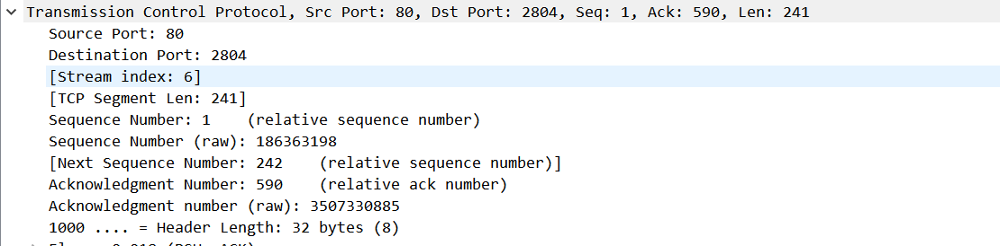 Transmission Control Protocol, Src Port: 80, Dst Port: 2804, Seq: 1, Ack: 590, Len: 241
Source Port: 80
Destination Port: 2804
[Stream index: 6]
[TCP Segment Len: 241]
Sequence Number: 1    (relative sequence number)
Sequence Number (raw): 186363198
[Next Sequence Number: 242    (relative sequence number)]
Acknowledgment Number: 590    (relative ack number)
Acknowledgment number (raw): 3507330885
1000 .... = Header Length: 32 bytes (8)